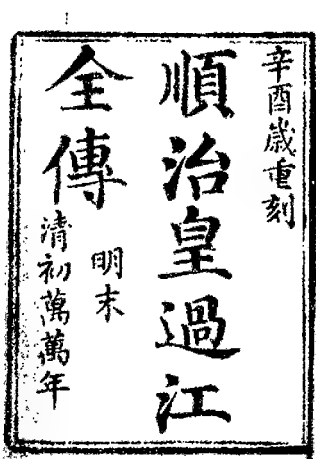 辛酉歲重刻
順治皇過江
全傳
明末
清初萬萬年